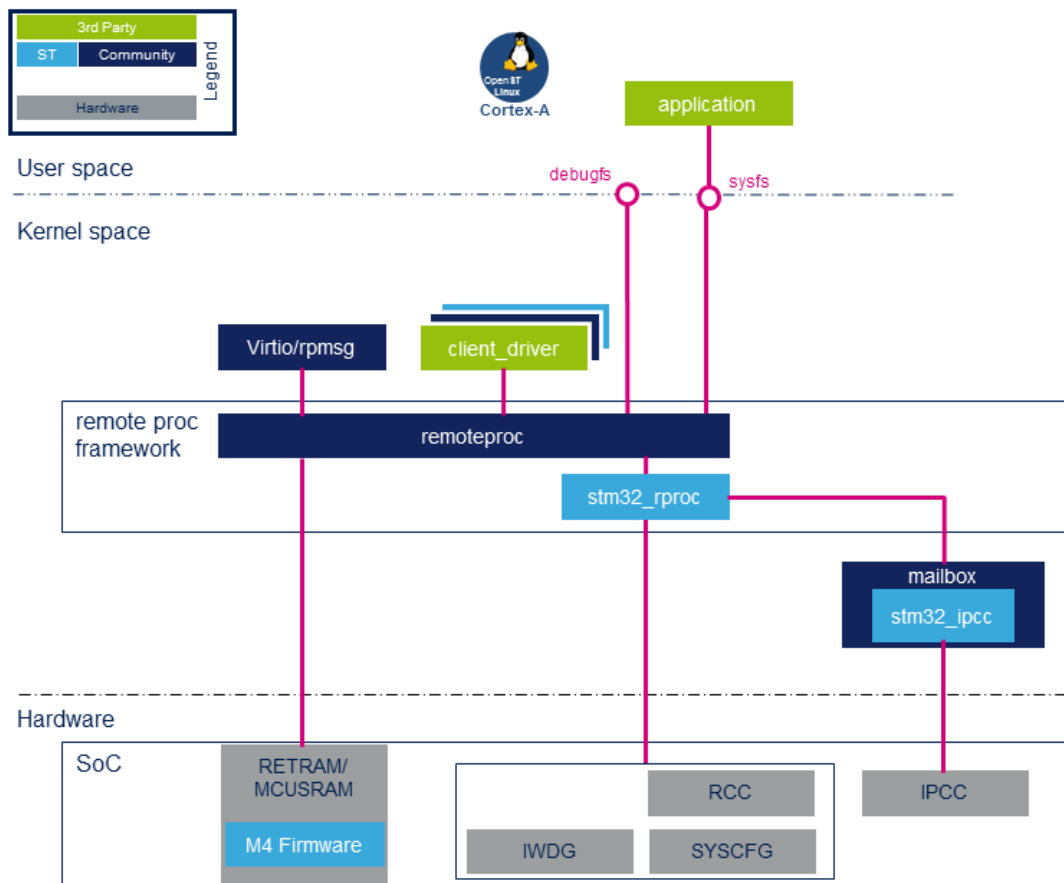 3rd Party
ST
Community
Hardware
Legend
Open ST
Linux
Cortex-A
application
User space
debugfs
sysfs
Kernel space
Virtio/rpmsg
client_driver
remote proc
framework
remoteproc
stm32_rproc
mailbox
stm32_ipcc
Hardware
SoC
RETRAM/
MCUSRAM
M4 Firmware
RCC
IWDG
SYSCFG
IPCC